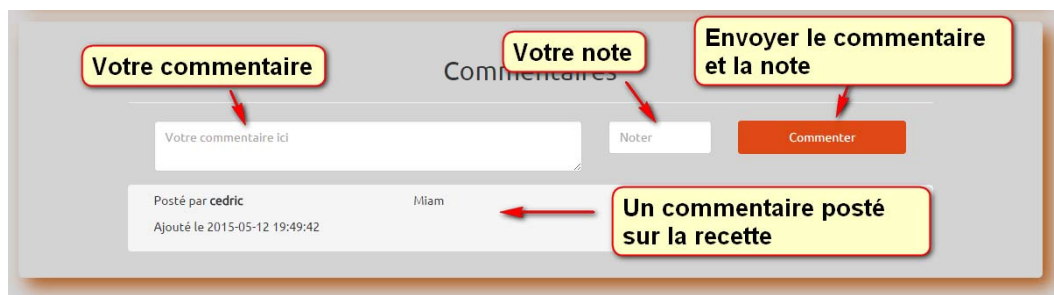 Votre commentaire
Votre note
Envoyer le commentaire
et la note
Commentaires
Votre commentaire ici
Noter
Commenter
Posté par cedric
Miam
Ajouté le 2015-05-12 19:49:42
Un commentaire posté
sur la recette